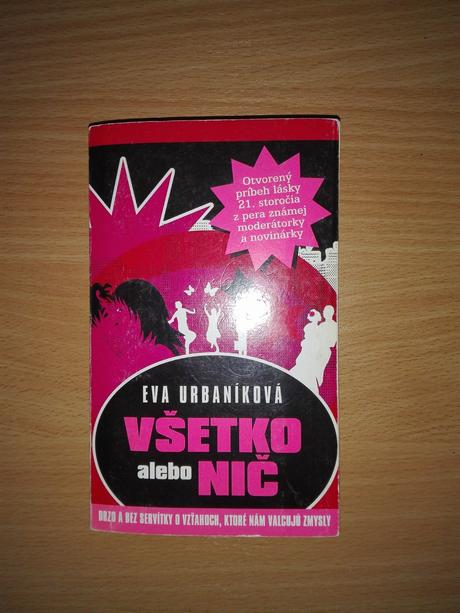 Otvorený
príbeh lásky
21. storočia
z pera známej
moderátorky
a novinárky
EVA URBANÍKOVÁ
VŠETKO
alebo NIČ
DRZO A BEZ SERVÍTKY O VZŤAHOCH, KTORÉ NÁM VALCUJÚ ZMYSLY